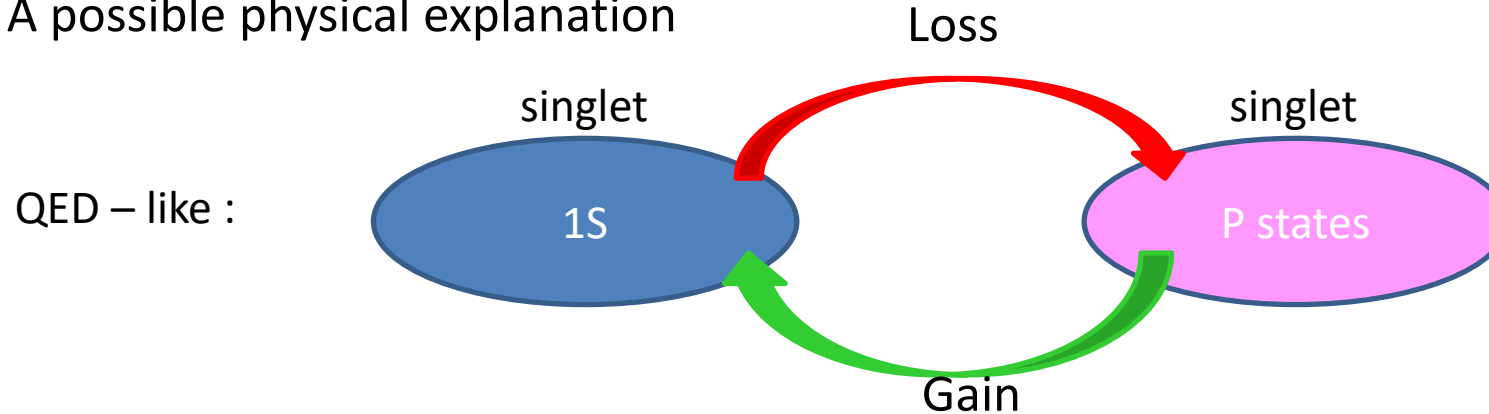 A possible physical explanation
Loss
singlet
singlet
QED – like :
1S
P states
Gain